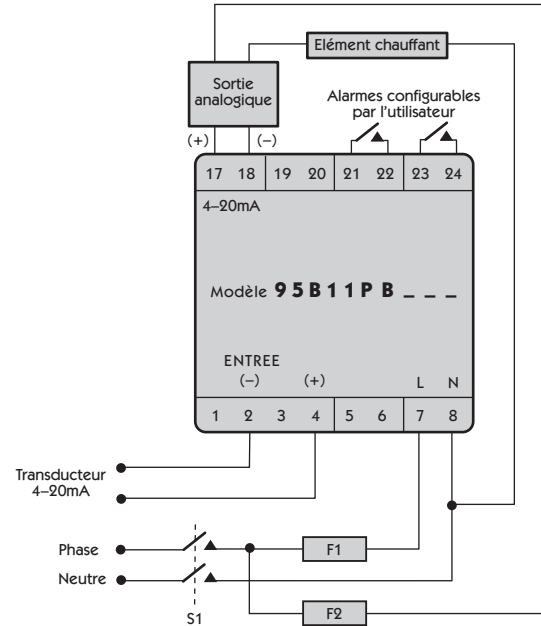 Elément chauffant
Sortie
analogique
Alarmes configurables
par l'utilisateur
(+) (–)
17 18 19 20 21 22 23 24
4–20mA
Modèle 95B11PB _ _ _
ENTREE
(–) (+) L N
1 2 3 4 5 6 7 8
Transducteur
4–20mA
Phase
F1
Neutre
S1
F2